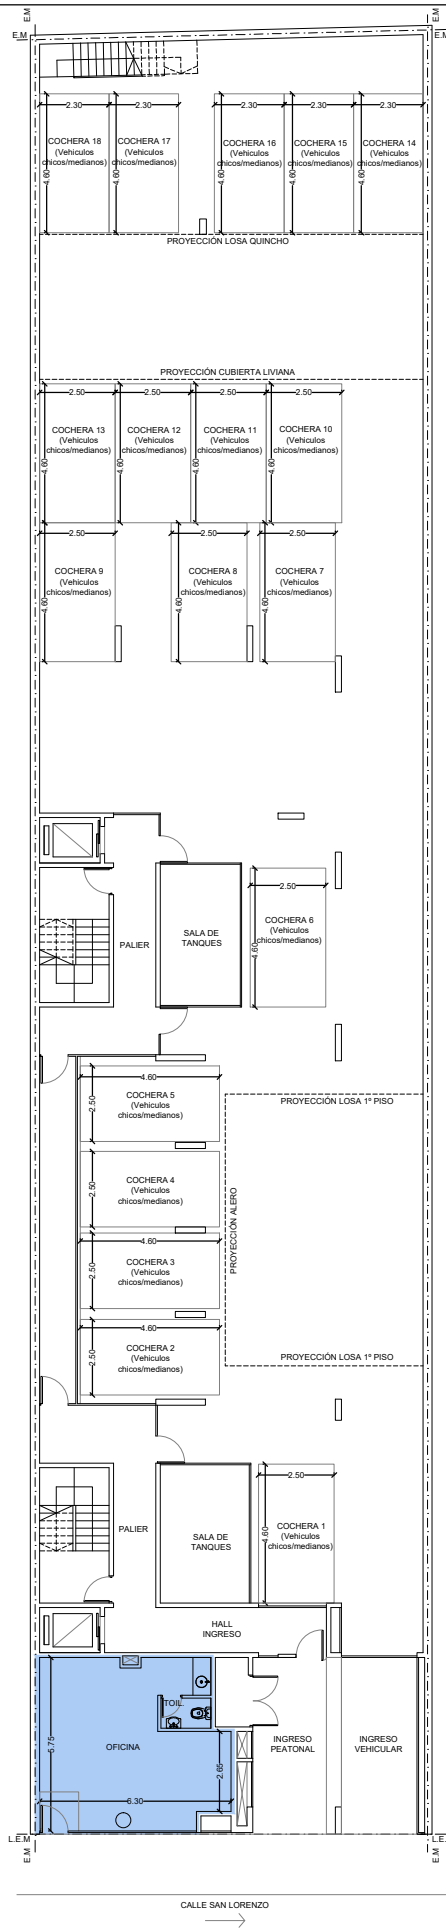 E.M
E.M
E.M
E.M
2.30
2.30
2.30
2.30
2.30
COCHERA 18
(Vehiculos
chicos/medianos)
4.60
COCHERA 17
(Vehiculos
chicos/medianos)
4.60
COCHERA 16
(Vehiculos
chicos/medianos)
4.60
COCHERA 15
(Vehiculos
chicos/medianos)
4.60
COCHERA 14
(Vehiculos
chicos/medianos)
4.60
PROYECCIÓN LOSA QUINCHO
PROYECCIÓN CUBIERTA LIVIANA
2.50
2.50
2.50
2.50
COCHERA 13
(Vehiculos
chicos/medianos)
4.60
COCHERA 12
(Vehiculos
chicos/medianos)
4.60
COCHERA 11
(Vehiculos
chicos/medianos)
4.60
COCHERA 10
(Vehiculos
chicos/medianos)
4.60
2.50
2.50
2.50
COCHERA 9
(Vehiculos
chicos/medianos)
4.60
COCHERA 8
(Vehiculos
chicos/medianos)
4.60
COCHERA 7
(Vehiculos
chicos/medianos)
4.60
2.50
COCHERA 6
(Vehiculos
chicos/medianos)
4.60
PALIER
SALA DE
TANQUES
4.60
COCHERA 5
(Vehiculos
chicos/medianos)
2.50
PROYECCIÓN LOSA 1º PISO
COCHERA 4
(Vehiculos
chicos/medianos)
2.50
PROYECCIÓN ALERO
4.60
COCHERA 3
(Vehiculos
chicos/medianos)
2.50
4.60
COCHERA 2
(Vehiculos
chicos/medianos)
2.50
PROYECCIÓN LOSA 1º PISO
2.50
COCHERA 1
(Vehiculos
chicos/medianos)
4.60
PALIER
SALA DE
TANQUES
HALL
INGRESO
TOIL.
OFICINA
5.75
2.65
6.30
INGRESO
PEATONAL
INGRESO
VEHICULAR
L.E.M
E.M
L.E.
E.M
CALLE SAN LORENZO